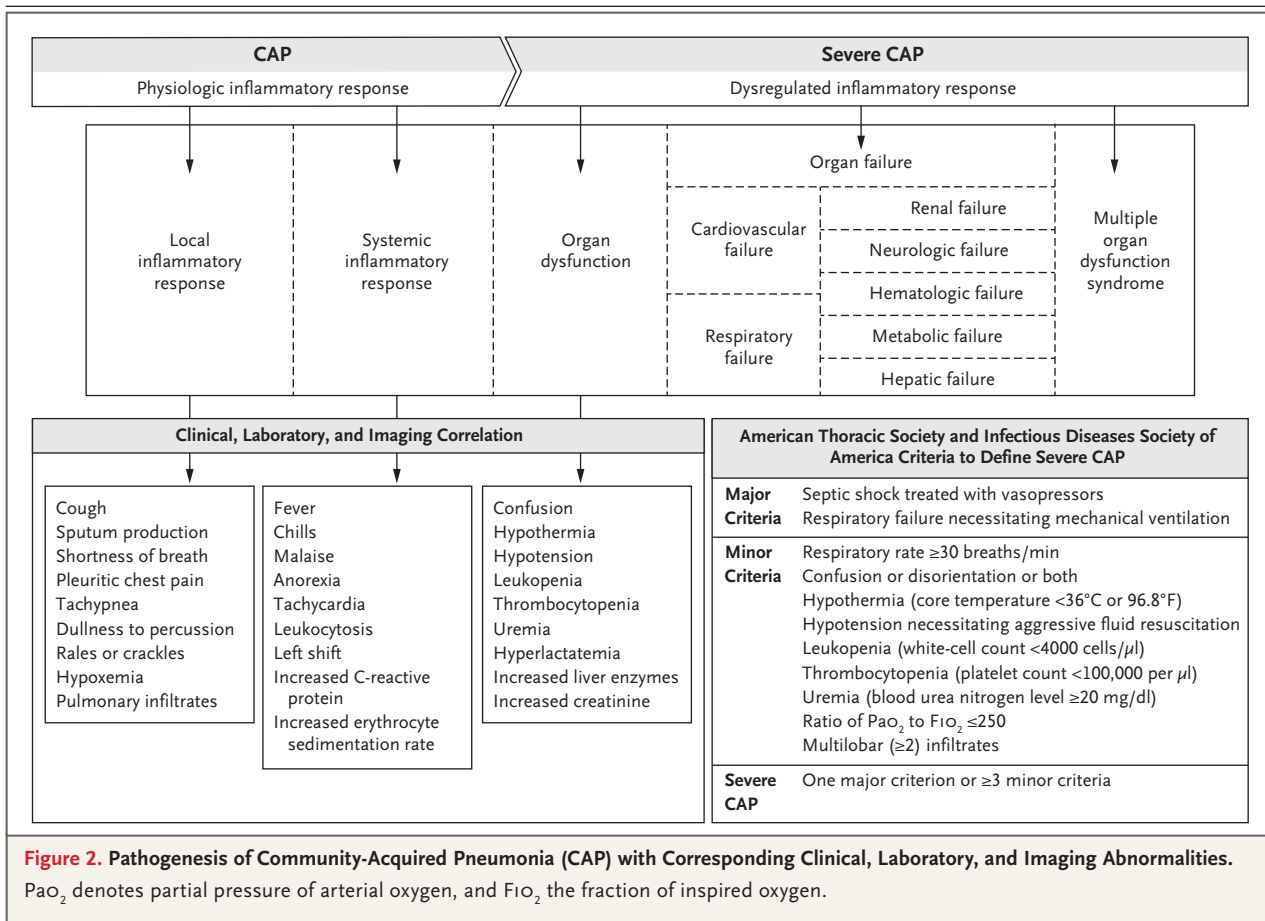 CAP
Physiologic inflammatory response
Severe CAP
Dysregulated inflammatory response
Local
inflammatory
response
Systemic
inflammatory
response
Organ
dysfunction
Organ failure
Cardiovascular
failure
Respiratory
failure
Renal failure
Neurologic failure
Hematologic failure
Metabolic failure
Hepatic failure
Multiple
organ
dysfunction
syndrome
Clinical, Laboratory, and Imaging Correlation
Cough
Sputum production
Shortness of breath
Pleuritic chest pain
Tachypnea
Dullness to percussion
Rales or crackles
Hypoxemia
Pulmonary infiltrates
Fever
Chills
Malaise
Anorexia
Tachycardia
Leukocytosis
Left shift
Increased C-reactive
protein
Increased erythrocyte
sedimentation rate
Confusion
Hypothermia
Hypotension
Leukopenia
Thrombocytopenia
Uremia
Hyperlactatemia
Increased liver enzymes
Increased creatinine
American Thoracic Society and Infectious Diseases Society of
America Criteria to Define Severe CAP
Major Septic shock treated with vasopressors
Criteria Respiratory failure necessitating mechanical ventilation
Minor Respiratory rate ≥30 breaths/min
Criteria Confusion or disorientation or both
Hypothermia (core temperature <36°C or 96.8°F)
Hypotension necessitating aggressive fluid resuscitation
Leukopenia (white-cell count <4000 cells/µl)
Thrombocytopenia (platelet count <100,000 per µl)
Uremia (blood urea nitrogen level ≥20 mg/dl)
Ratio of PaO₂ to FIO₂ ≤250
Multilobar (≥2) infiltrates
Severe One major criterion or ≥3 minor criteria
CAP
Figure 2. Pathogenesis of Community-Acquired Pneumonia (CAP) with Corresponding Clinical, Laboratory, and Imaging Abnormalities.
PaO₂ denotes partial pressure of arterial oxygen, and FIO₂ the fraction of inspired oxygen.